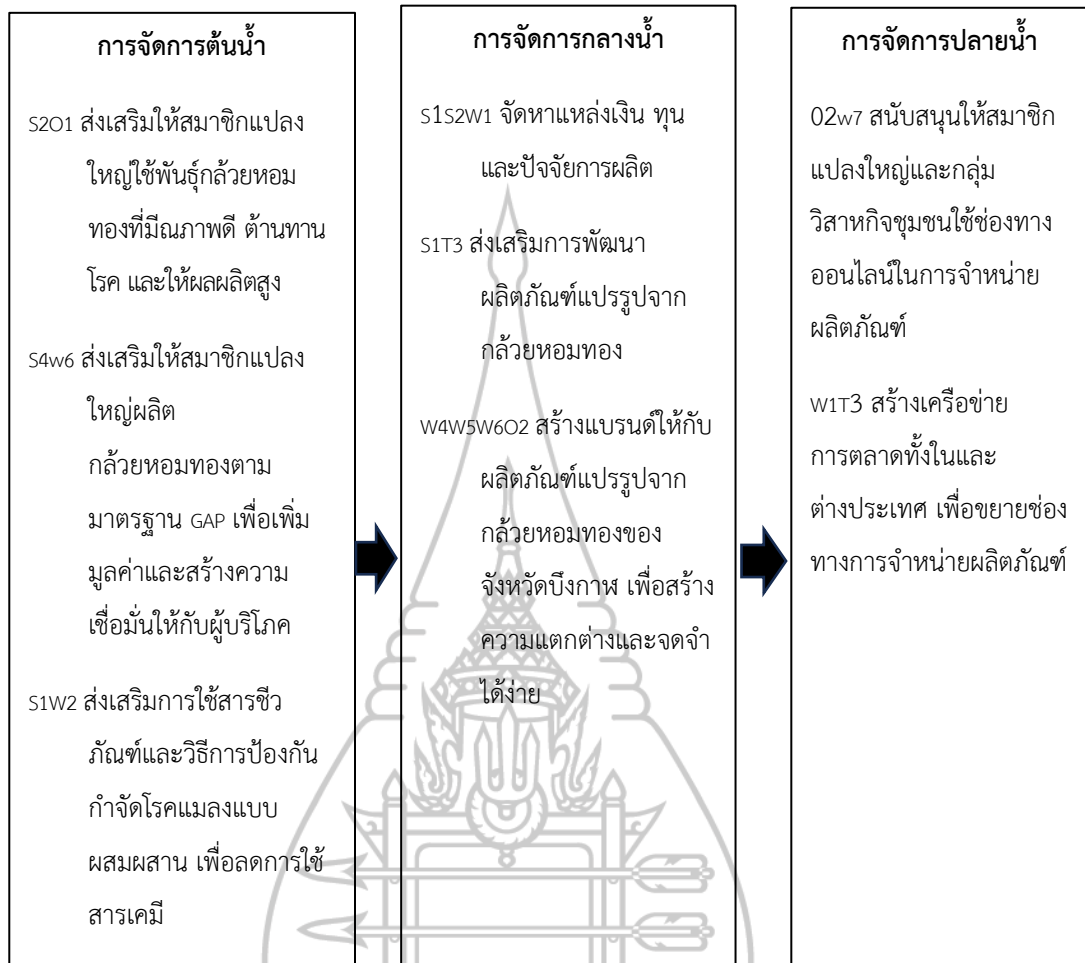 การจัดการต้นน้ำ
S2O1 ส่งเสริมให้สมาชิกแปลง
ใหญ่ใช้พันธุ์กล้วยหอม
ทองที่มีณภาพดี ต้านทาน
โรค และให้ผลผลิตสูง
S4w6 ส่งเสริมให้สมาชิกแปลง
ใหญ่ผลิต
กล้วยหอมทองตาม
มาตรฐาน GAP เพื่อเพิ่ม
มูลค่าและสร้างความ
เชื่อมั่นให้กับผู้บริโภค
S1W2 ส่งเสริมการใช้สารชีว
ภัณฑ์และวิธีการป้องกัน
กำจัดโรคแมลงแบบ
ผสมผสาน เพื่อลดการใช้
สารเคมี
การจัดการกลางน้ำ
S1S2W1 จัดหาแหล่งเงิน ทุน
และปัจจัยการผลิต
S1T3 ส่งเสริมการพัฒนา
ผลิตภัณฑ์แปรรูปจาก
กล้วยหอมทอง
W4W5W6O2 สร้างแบรนด์ให้กับ
ผลิตภัณฑ์แปรรูปจาก
กล้วยหอมทองของ
จังหวัดบึงกาฬ เพื่อสร้าง
ความแตกต่างและจดจำ
ได้ง่าย
การจัดการปลายน้ำ
02w7 สนับสนุนให้สมาชิก
แปลงใหญ่และกลุ่ม
วิสาหกิจชุมชนใช้ช่องทาง
ออนไลน์ในการจำหน่าย
ผลิตภัณฑ์
W1T3 สร้างเครือข่าย
การตลาดทั้งในและ
ต่างประเทศ เพื่อขยายช่อง
ทางการจำหน่ายผลิตภัณฑ์